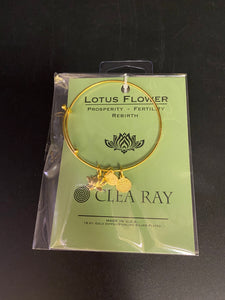 LOTUS FLOWER
PROSPERITY - FERTILITY
REBIRTH
CLEA RAY
MADE IN U.S.A.